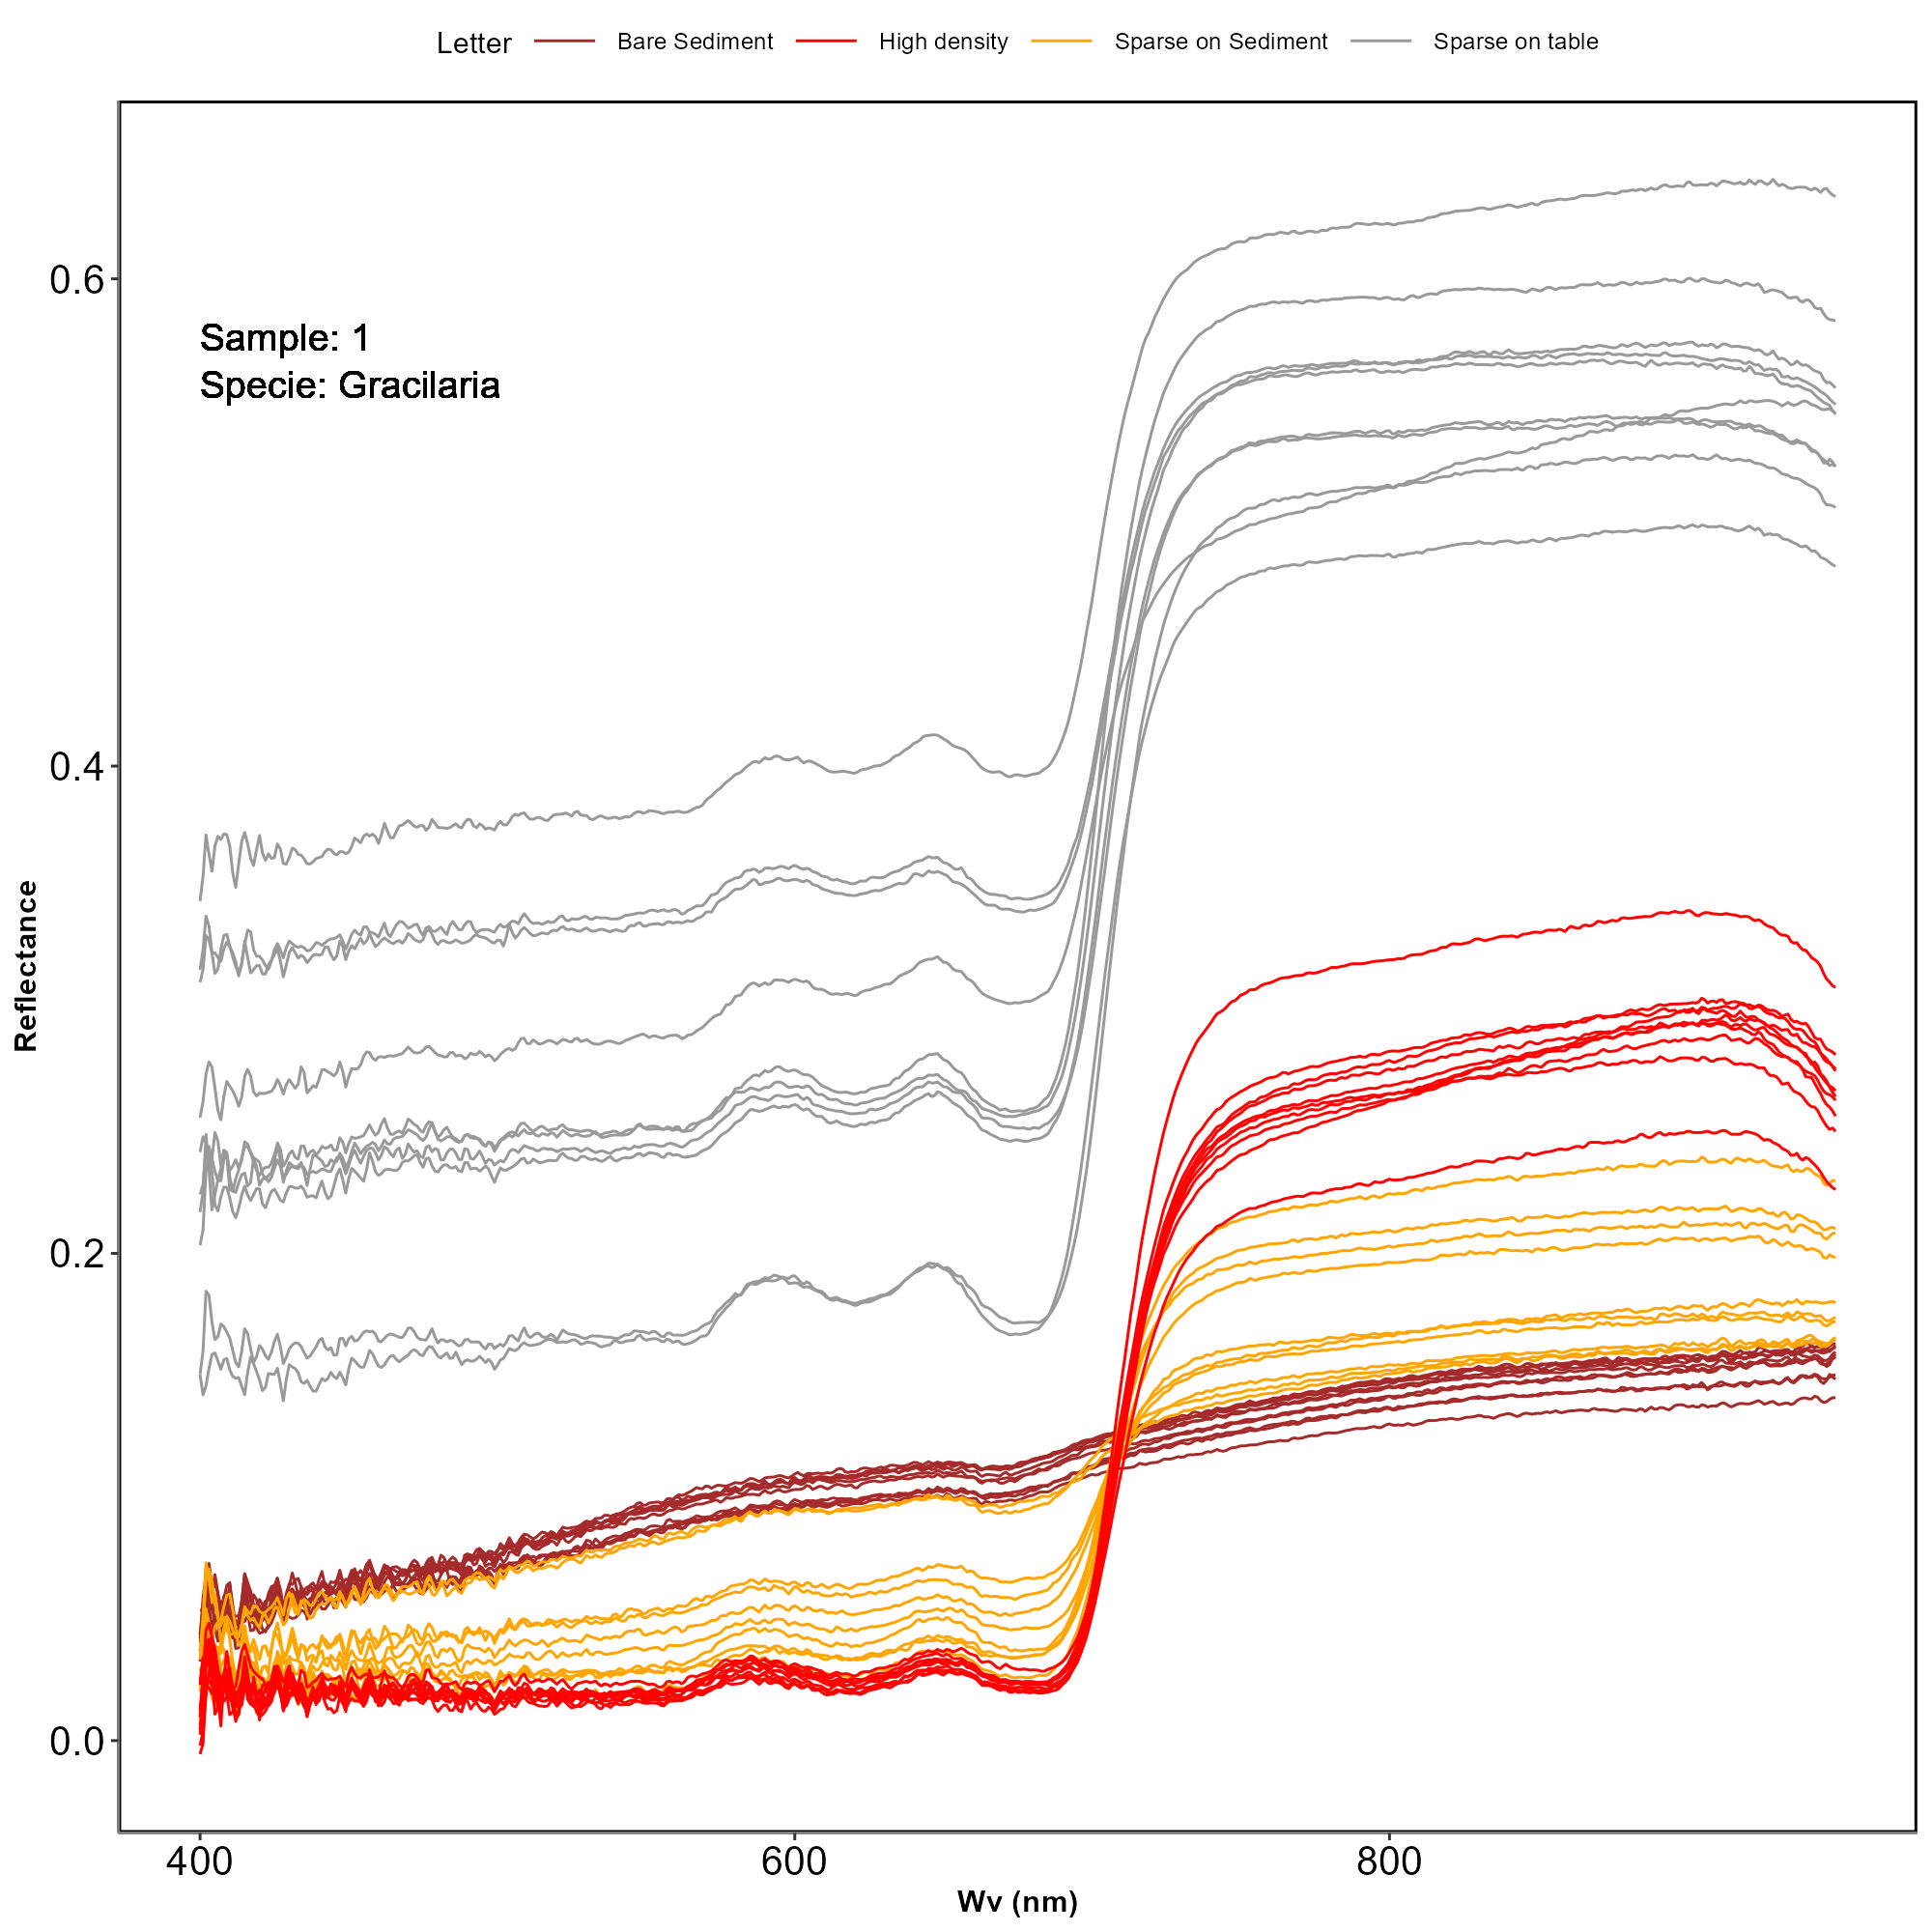 Letter Bare Sediment High density Sparse on Sediment Sparse on table
0.6
Sample: 1
Specie: Gracilaria
0.4
Reflectance
0.2
0.0
400 600 800
Wv (nm)